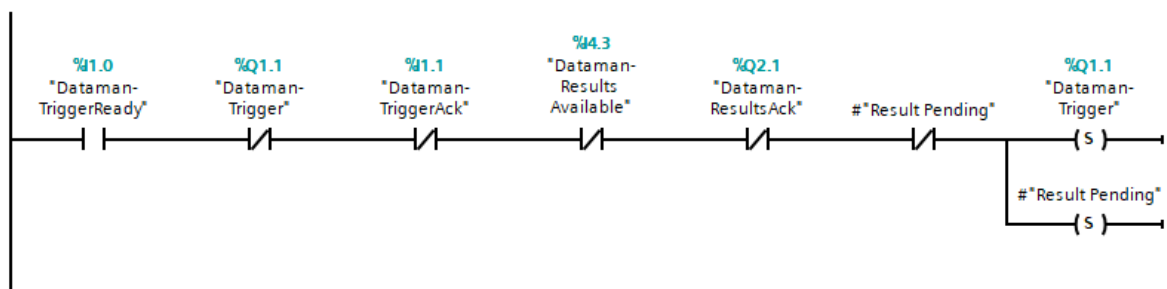 %I1.0
"Dataman-
TriggerReady"
%Q1.1
"Dataman-
Trigger"
%I1.1
"Dataman-
TriggerAck"
%I4.3
"Dataman-
Results
Available"
%Q2.1
"Dataman-
ResultsAck"
#"Result Pending"
%Q1.1
"Dataman-
Trigger"
S
#"Result Pending"
S